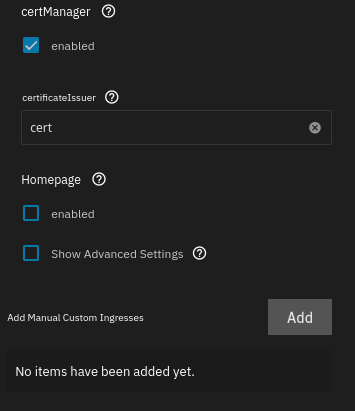 certManager
enabled
certificateIssuer
cert
Homepage
enabled
Show Advanced Settings
Add Manual Custom Ingresses
Add
No items have been added yet.